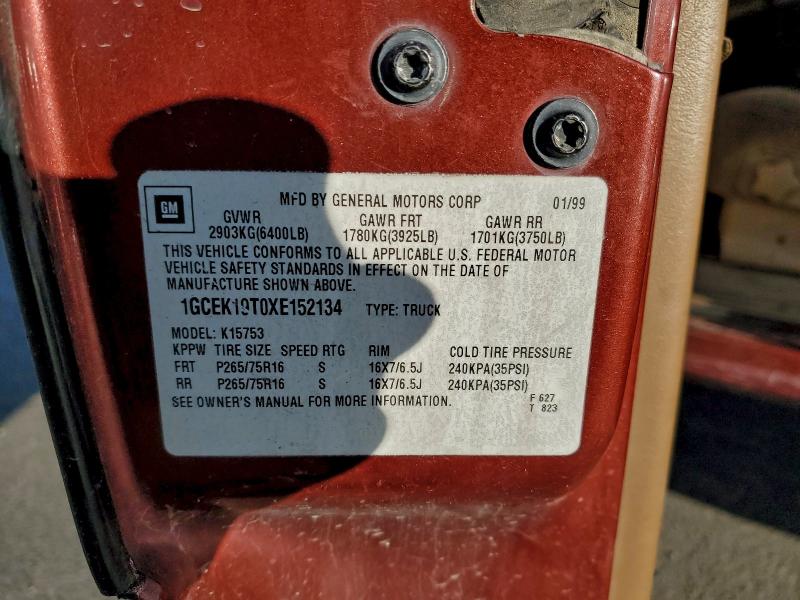 GM
MFD BY GENERAL MOTORS CORP 01/99
GVWR GAWR FRT GAWR RR
2903KG(6400LB) 1780KG(3925LB) 1701KG(3750LB)
THIS VEHICLE CONFORMS TO ALL APPLICABLE U.S. FEDERAL MOTOR
VEHICLE SAFETY STANDARDS IN EFFECT ON THE DATE OF
MANUFACTURE SHOWN ABOVE.
1GCEK19T0XE152134 TYPE: TRUCK
MODEL: K15753
KPPW TIRE SIZE SPEED RTG RIM COLD TIRE PRESSURE
FRT P265/75R16 S 16X7/6.5J 240KPA(35PSI)
RR P265/75R16 S 16X7/6.5J 240KPA(35PSI)
SEE OWNER'S MANUAL FOR MORE INFORMATION. F 627
T 823